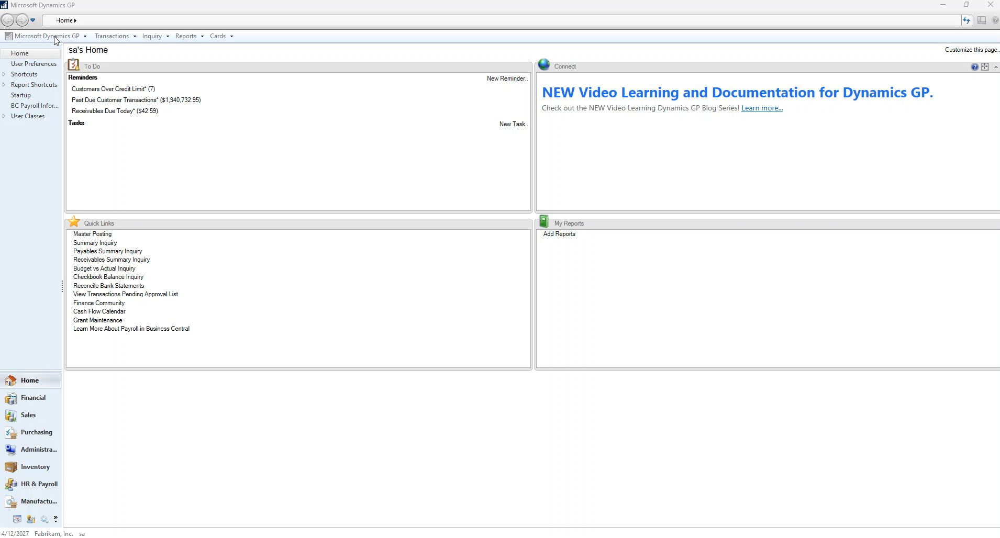 Microsoft Dynamics GP
Home
Microsoft Dynamics GP Transactions Inquiry Reports Cards
Home
User Preferences
Shortcuts
Report Shortcuts
Startup
BC Payroll Infor...
User Classes
sa's Home
Customize this page..
To Do
Reminders
New Reminder..
Customers Over Credit Limit* (7)
Past Due Customer Transactions* ($1,940,732.95)
Receivables Due Today* ($42.59)
Tasks
New Task..
Connect
NEW Video Learning and Documentation for Dynamics GP.
Check out the NEW Video Learning Dynamics GP Blog Series! Learn more...
Quick Links
Master Posting
Summary Inquiry
Payables Summary Inquiry
Receivables Summary Inquiry
Budget vs Actual Inquiry
Checkbook Balance Inquiry
Reconcile Bank Statements
View Transactions Pending Approval List
Finance Community
Cash Flow Calendar
Grant Maintenance
Learn More About Payroll in Business Central
My Reports
Add Reports
Home
Financial
Sales
Purchasing
Administra...
Inventory
HR & Payroll
Manufactu...
4/12/2027 Fabrikam, Inc. sa